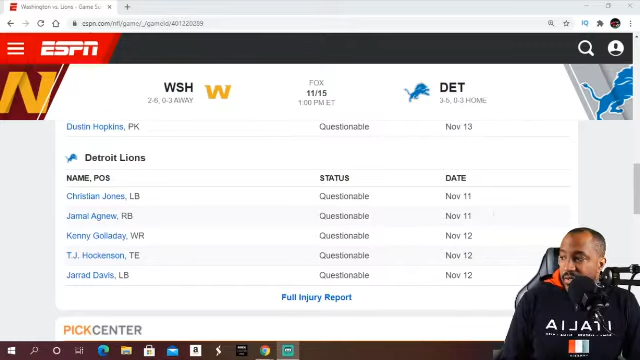 Washington vs. Lions - Game Su
espn.com/nfl/game/_/gameId/401220289
ESPN
WSH
2-6, 0-3 AWAY
W
FOX
11/15
1:00 PM ET
DET
3-5, 0-3 HOME
Dustin Hopkins, PK Questionable Nov 13
Detroit Lions
NAME, POS STATUS DATE
Christian Jones, LB Questionable Nov 11
Jamal Agnew, RB Questionable Nov 11
Kenny Golladay, WR Questionable Nov 12
T.J. Hockenson, TE Questionable Nov 12
Jarrad Davis, LB Questionable Nov 12
Full Injury Report
PICKCENTER